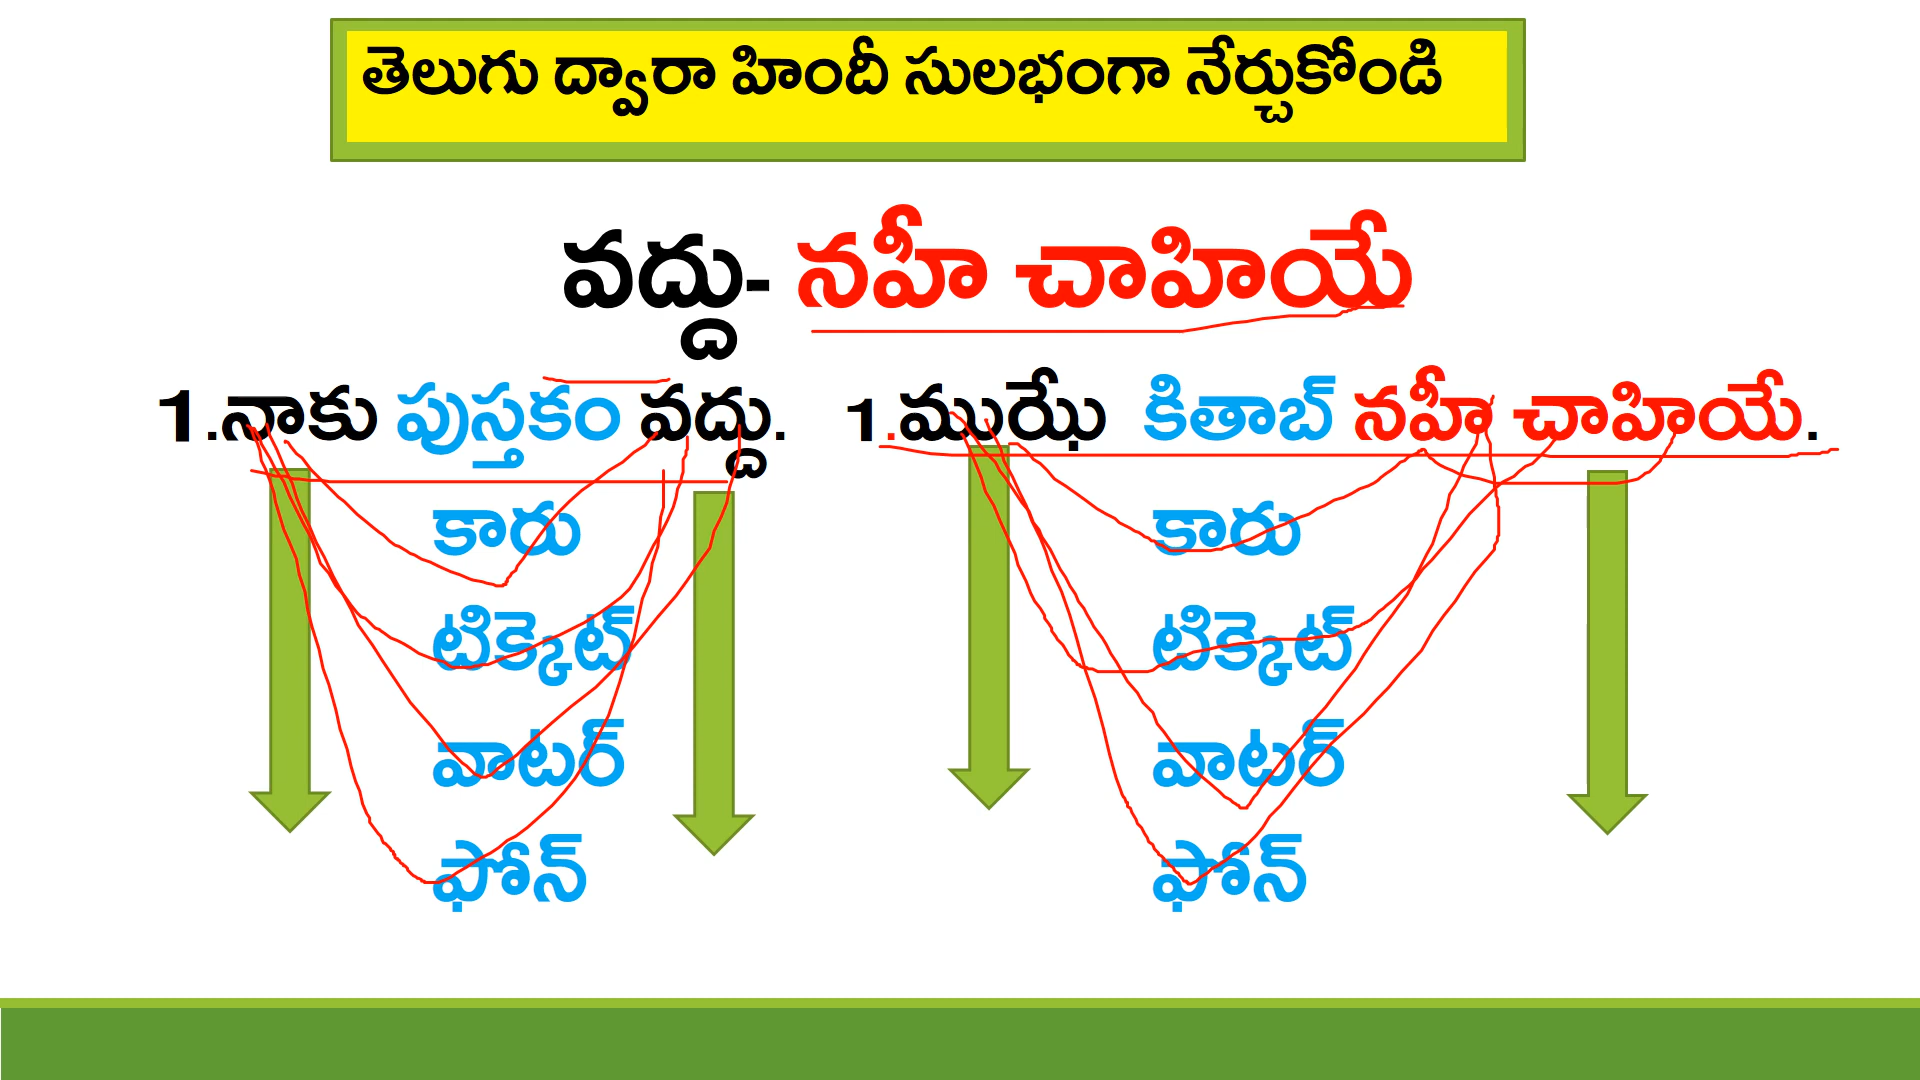 తెలుగు ద్వారా హిందీ సులభంగా నేర్చుకోండి
వద్దు- నహీ చాహియే
1.నాకు పుస్తకం వద్దు. 1.ముఝే కితాబ్ నహీ చాహియే.
కారు కారు
టిక్కెట్ టిక్కెట్
వాటర్ వాటర్
ఫోన్ ఫోన్